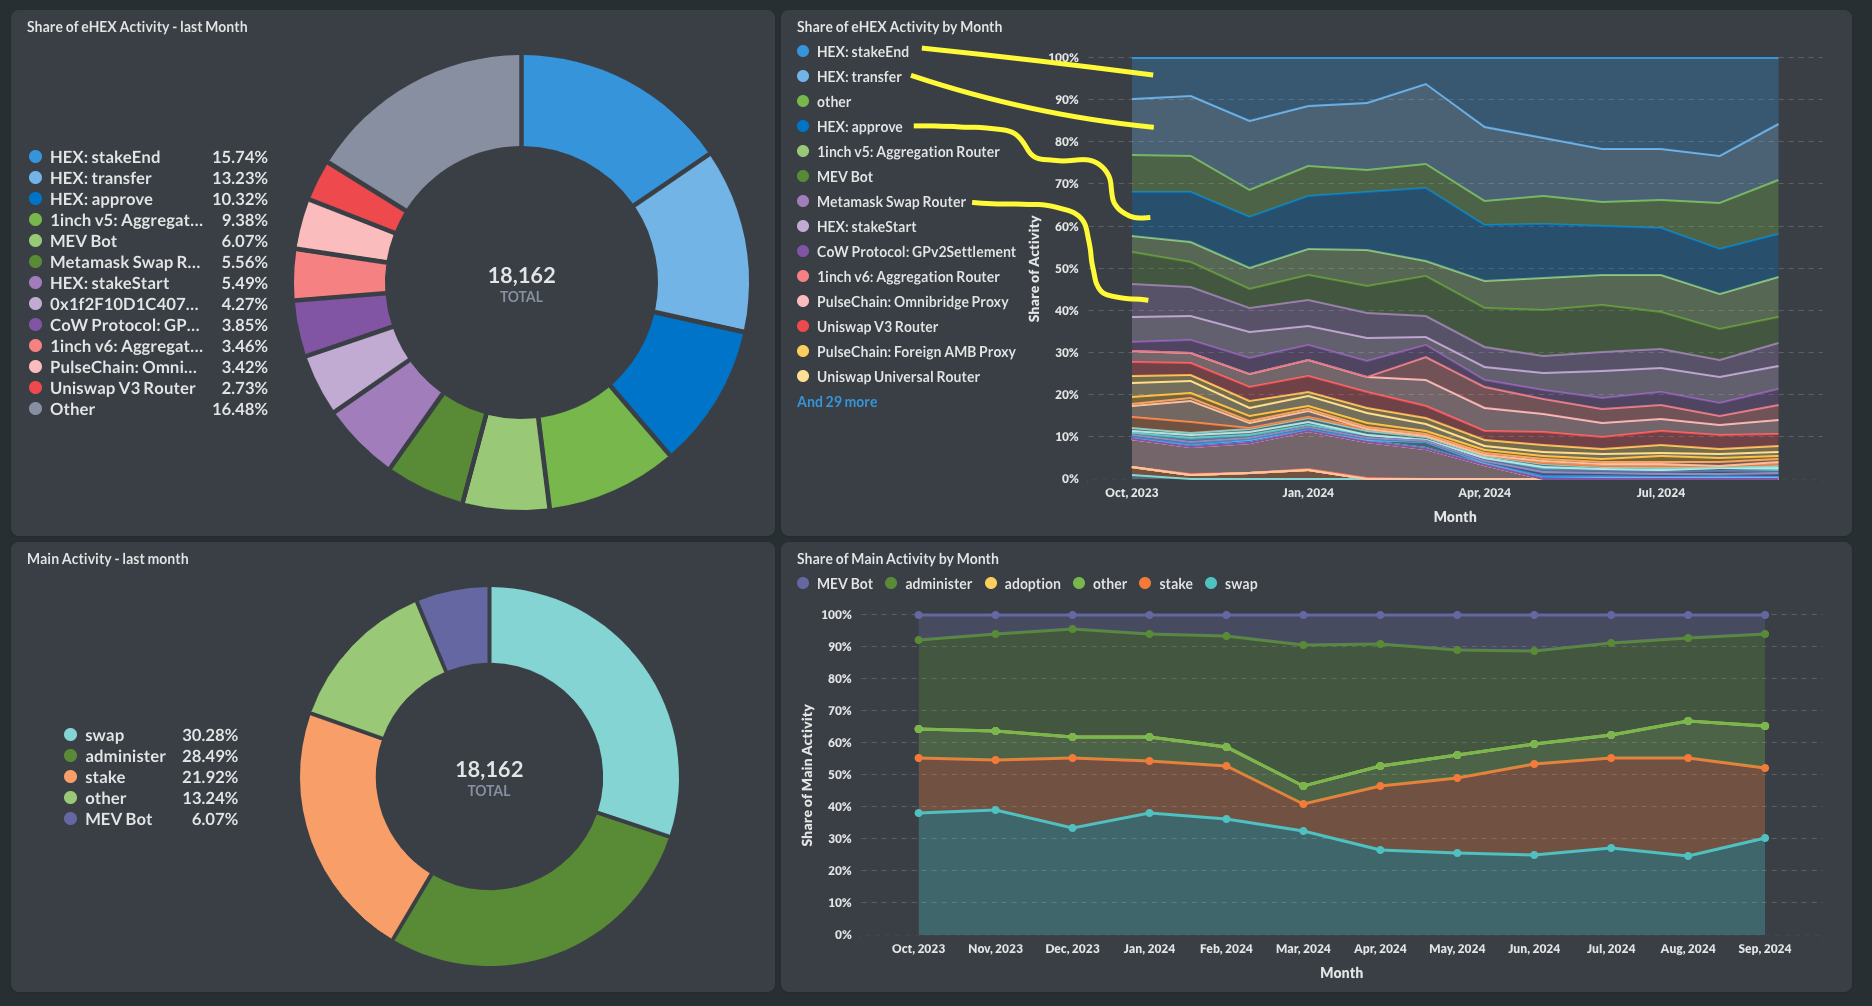 Share of eHEX Activity - last Month
HEX: stakeEnd 15.74%
HEX: transfer 13.23%
HEX: approve 10.32%
1inch v5: Aggregat... 9.38%
MEV Bot 6.07%
Metamask Swap R... 5.56%
HEX: stakeStart 5.49%
0x1f2F10D1C407... 4.27%
CoW Protocol: GP... 3.85%
1inch v6: Aggregat... 3.46%
PulseChain: Omni... 3.42%
Uniswap V3 Router 2.73%
Other 16.48%
18,162
TOTAL
Share of eHEX Activity by Month
HEX: stakeEnd
HEX: transfer
other
HEX: approve
1inch v5: Aggregation Router
MEV Bot
Metamask Swap Router
HEX: stakeStart
CoW Protocol: GPv2Settlement
1inch v6: Aggregation Router
PulseChain: Omnibridge Proxy
Uniswap V3 Router
PulseChain: Foreign AMB Proxy
Uniswap Universal Router
And 29 more
Share of Activity
100%
90%
80%
70%
60%
50%
40%
30%
20%
10%
0%
Oct, 2023 Jan, 2024 Apr, 2024 Jul, 2024
Month
Main Activity - last month
swap 30.28%
administer 28.49%
stake 21.92%
other 13.24%
MEV Bot 6.07%
18,162
TOTAL
Share of Main Activity by Month
MEV Bot administer adoption other stake swap
Share of Main Activity
100%
90%
80%
70%
60%
50%
40%
30%
20%
10%
0%
Oct, 2023 Nov, 2023 Dec, 2023 Jan, 2024 Feb, 2024 Mar, 2024 Apr, 2024 May, 2024 Jun, 2024 Jul, 2024 Aug, 2024 Sep, 2024
Month